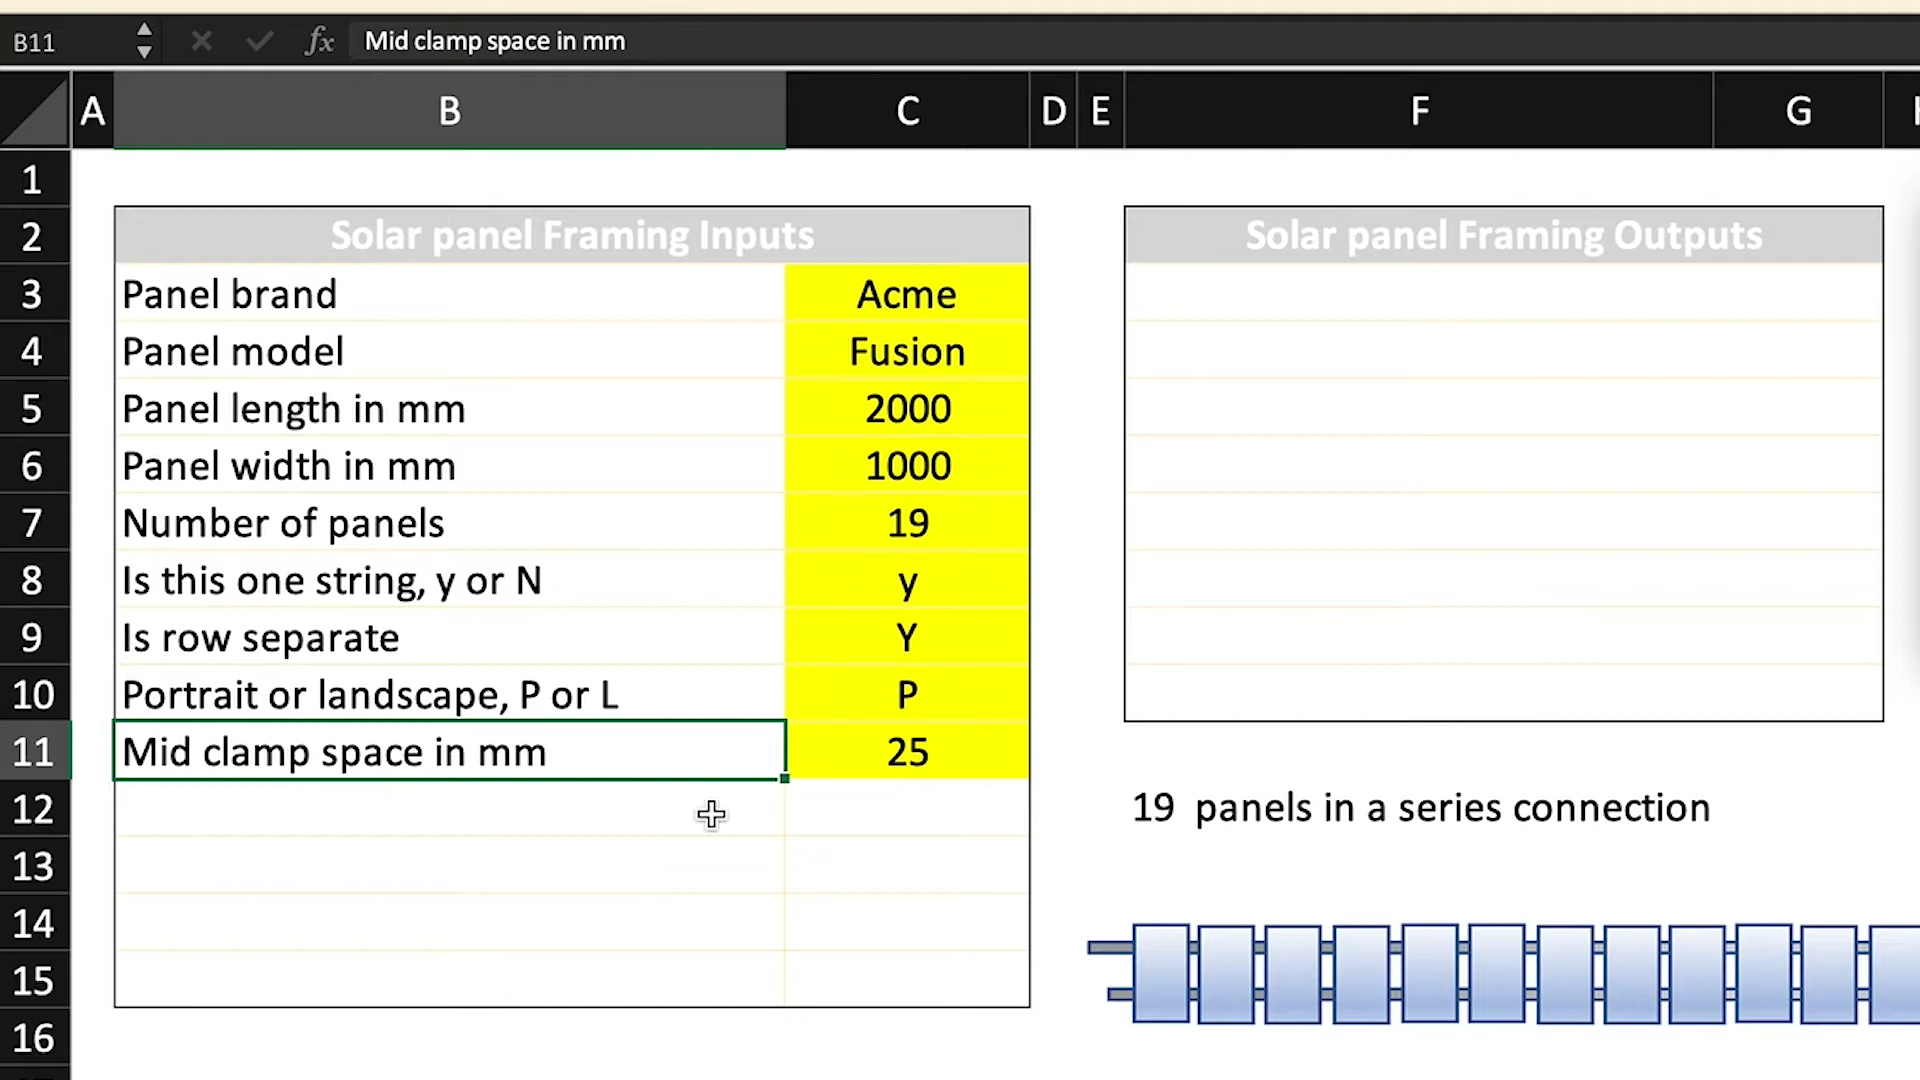 B11 fx Mid clamp space in mm
A B C D E F G
1
2 Solar panel Framing Inputs Solar panel Framing Outputs
3 Panel brand Acme
4 Panel model Fusion
5 Panel length in mm 2000
6 Panel width in mm 1000
7 Number of panels 19
8 Is this one string, y or N y
9 Is row separate Y
10 Portrait or landscape, P or L P
11 Mid clamp space in mm 25
12 19 panels in a series connection
13
14
15
16